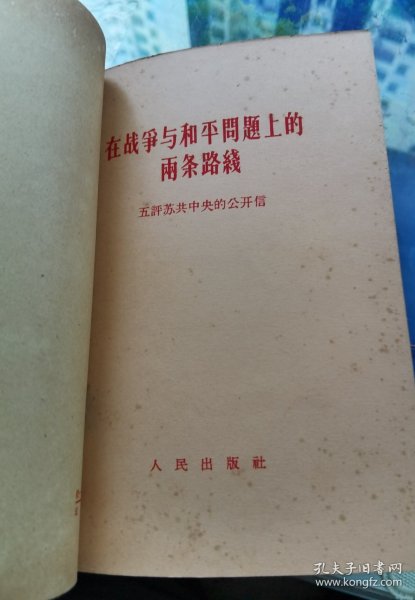 在战爭与和平問題上的
兩条路綫
五評苏共中央的公开信
人民出版社
孔夫子旧书网
www.kongfz.com